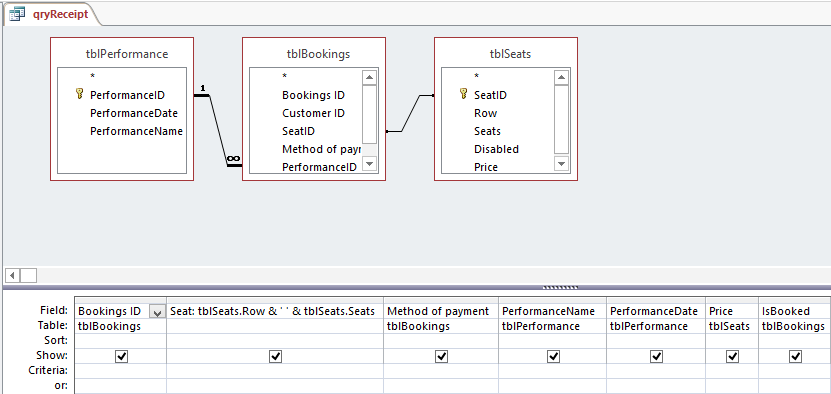 qryReceipt
tblPerformance
*
PerformanceID
PerformanceDate
PerformanceName
1
∞
tblBookings
*
Bookings ID
Customer ID
SeatID
Method of payr
PerformanceID
tblSeats
*
SeatID
Row
Seats
Disabled
Price
Field: Bookings ID Seat: tblSeats.Row & ' ' & tblSeats.Seats Method of payment PerformanceName PerformanceDate Price IsBooked
Table: tblBookings tblBookings tblPerformance tblPerformance tblSeats tblBookings
Sort:
Show:
Criteria:
or: